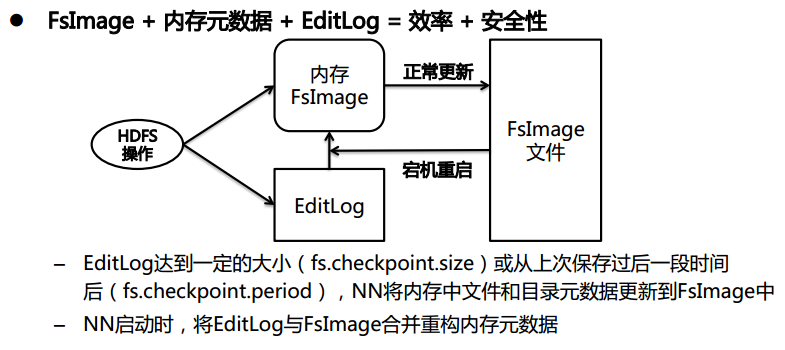 ● FsImage + 内存元数据 + EditLog = 效率 + 安全性
内存
FsImage
正常更新
HDFS
操作
FsImage
文件
宕机重启
EditLog
– EditLog达到一定的大小（fs.checkpoint.size）或从上次保存过后一段时间
后（fs.checkpoint.period），NN将内存中文件和目录元数据更新到FsImage中
– NN启动时，将EditLog与FsImage合并重构内存元数据